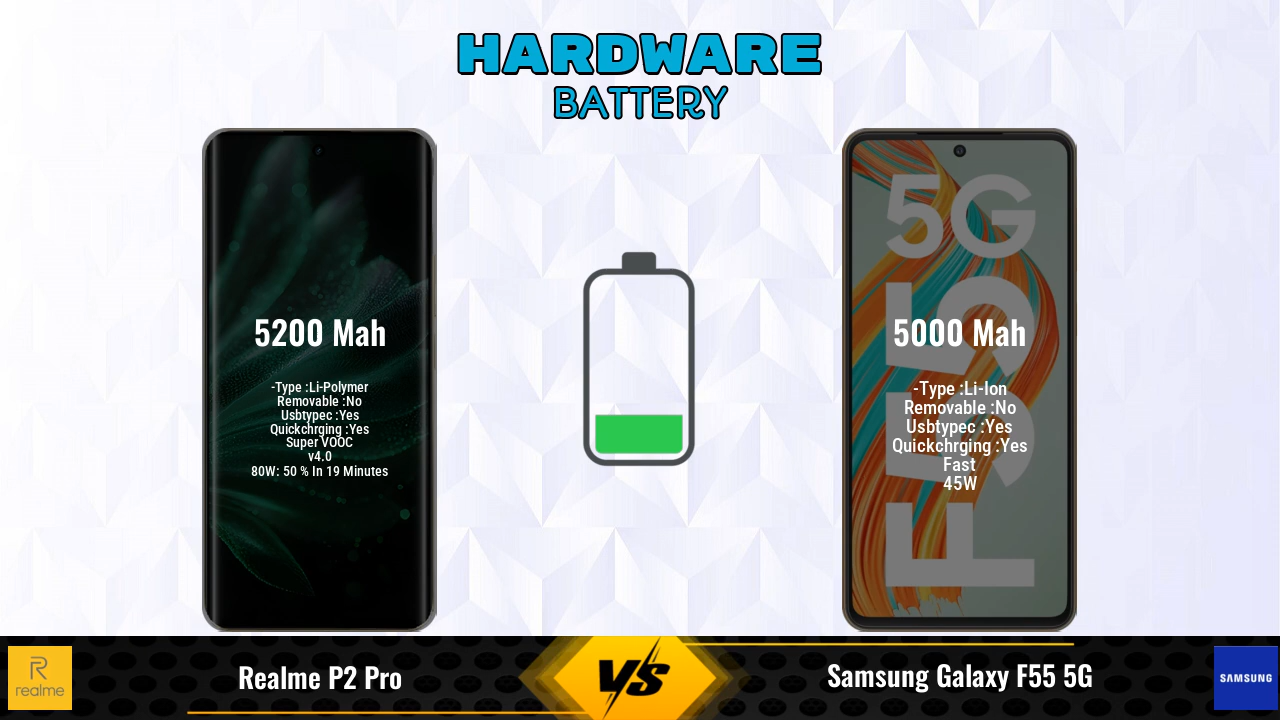 HARDWARE
BATTERY
5200 Mah
-Type :Li-Polymer
Removable :No
Usbtypec :Yes
Quickchrging :Yes
Super VOOC
v4.0
80W: 50 % In 19 Minutes
5G
F55
5000 Mah
-Type :Li-Ion
Removable :No
Usbtypec :Yes
Quickchrging :Yes
Fast
45W
realme
Realme P2 Pro
VS
Samsung Galaxy F55 5G
SAMSUNG